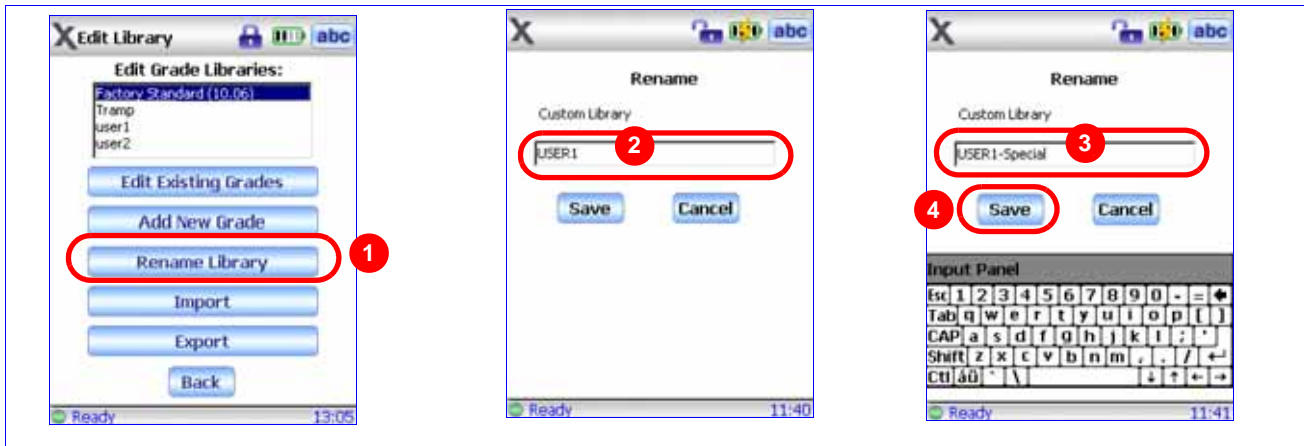 Edit Library
abc
Edit Grade Libraries:
Factory Standard (10.06)
Tramp
user1
user2
Edit Existing Grades
Add New Grade
Rename Library
1
Import
Export
Back
Ready
13:05
abc
Rename
Custom Library
USER1
2
Save
Cancel
Ready
11:40
abc
Rename
Custom Library
USER1-Special
3
4
Save
Cancel
Input Panel
Esc 1 2 3 4 5 6 7 8 9 0 - =
Tab q w e r t y u i o p [ ]
CAP a s d f g h j k l ; '
Shift z x c v b n m , . /
Ctl áü ` \
Ready
11:41